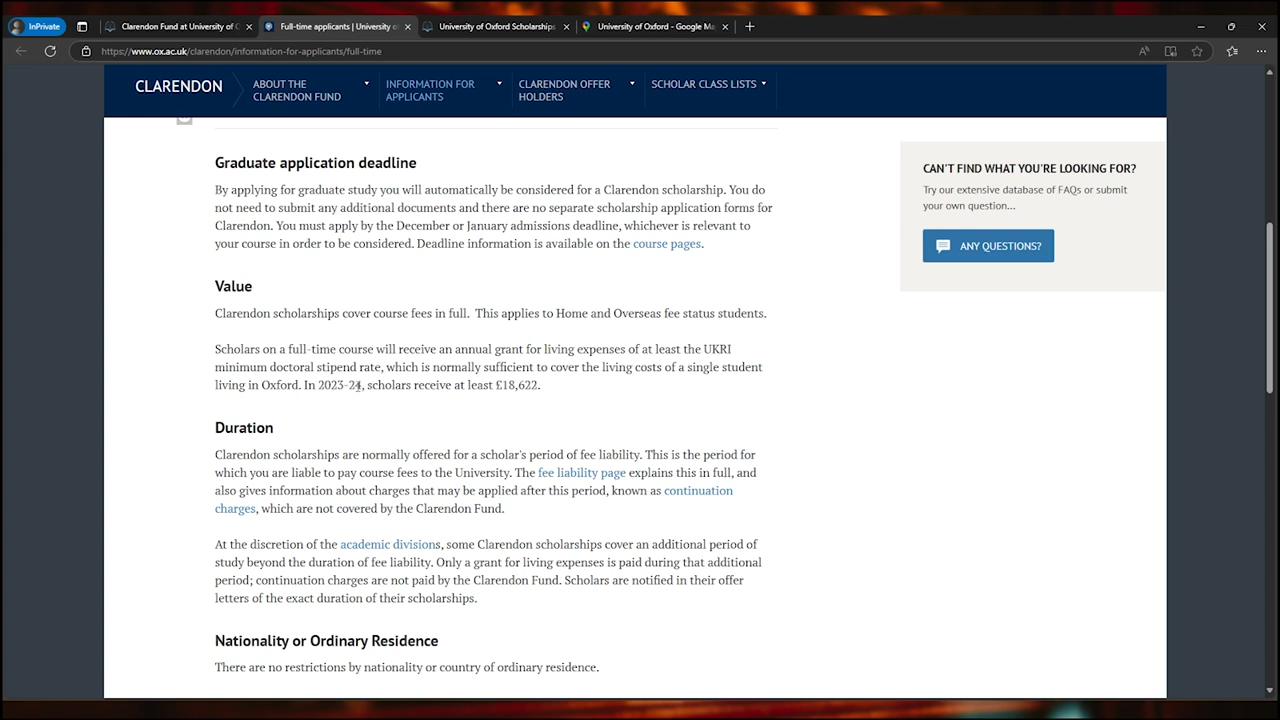 InPrivate
Clarendon Fund at University of C
Full-time applicants | University o
University of Oxford Scholarships
University of Oxford - Google Ma
https://www.ox.ac.uk/clarendon/information-for-applicants/full-time
CLARENDON
ABOUT THE
CLARENDON FUND
INFORMATION FOR
APPLICANTS
CLARENDON OFFER
HOLDERS
SCHOLAR CLASS LISTS
Graduate application deadline
By applying for graduate study you will automatically be considered for a Clarendon scholarship. You do
not need to submit any additional documents and there are no separate scholarship application forms for
Clarendon. You must apply by the December or January admissions deadline, whichever is relevant to
your course in order to be considered. Deadline information is available on the course pages.
Value
Clarendon scholarships cover course fees in full. This applies to Home and Overseas fee status students.
Scholars on a full-time course will receive an annual grant for living expenses of at least the UKRI
minimum doctoral stipend rate, which is normally sufficient to cover the living costs of a single student
living in Oxford. In 2023-24, scholars receive at least £18,622.
Duration
Clarendon scholarships are normally offered for a scholar's period of fee liability. This is the period for
which you are liable to pay course fees to the University. The fee liability page explains this in full, and
also gives information about charges that may be applied after this period, known as continuation
charges, which are not covered by the Clarendon Fund.
At the discretion of the academic divisions, some Clarendon scholarships cover an additional period of
study beyond the duration of fee liability. Only a grant for living expenses is paid during that additional
period; continuation charges are not paid by the Clarendon Fund. Scholars are notified in their offer
letters of the exact duration of their scholarships.
Nationality or Ordinary Residence
There are no restrictions by nationality or country of ordinary residence.
CAN'T FIND WHAT YOU'RE LOOKING FOR?
Try our extensive database of FAQs or submit
your own question...
ANY QUESTIONS?